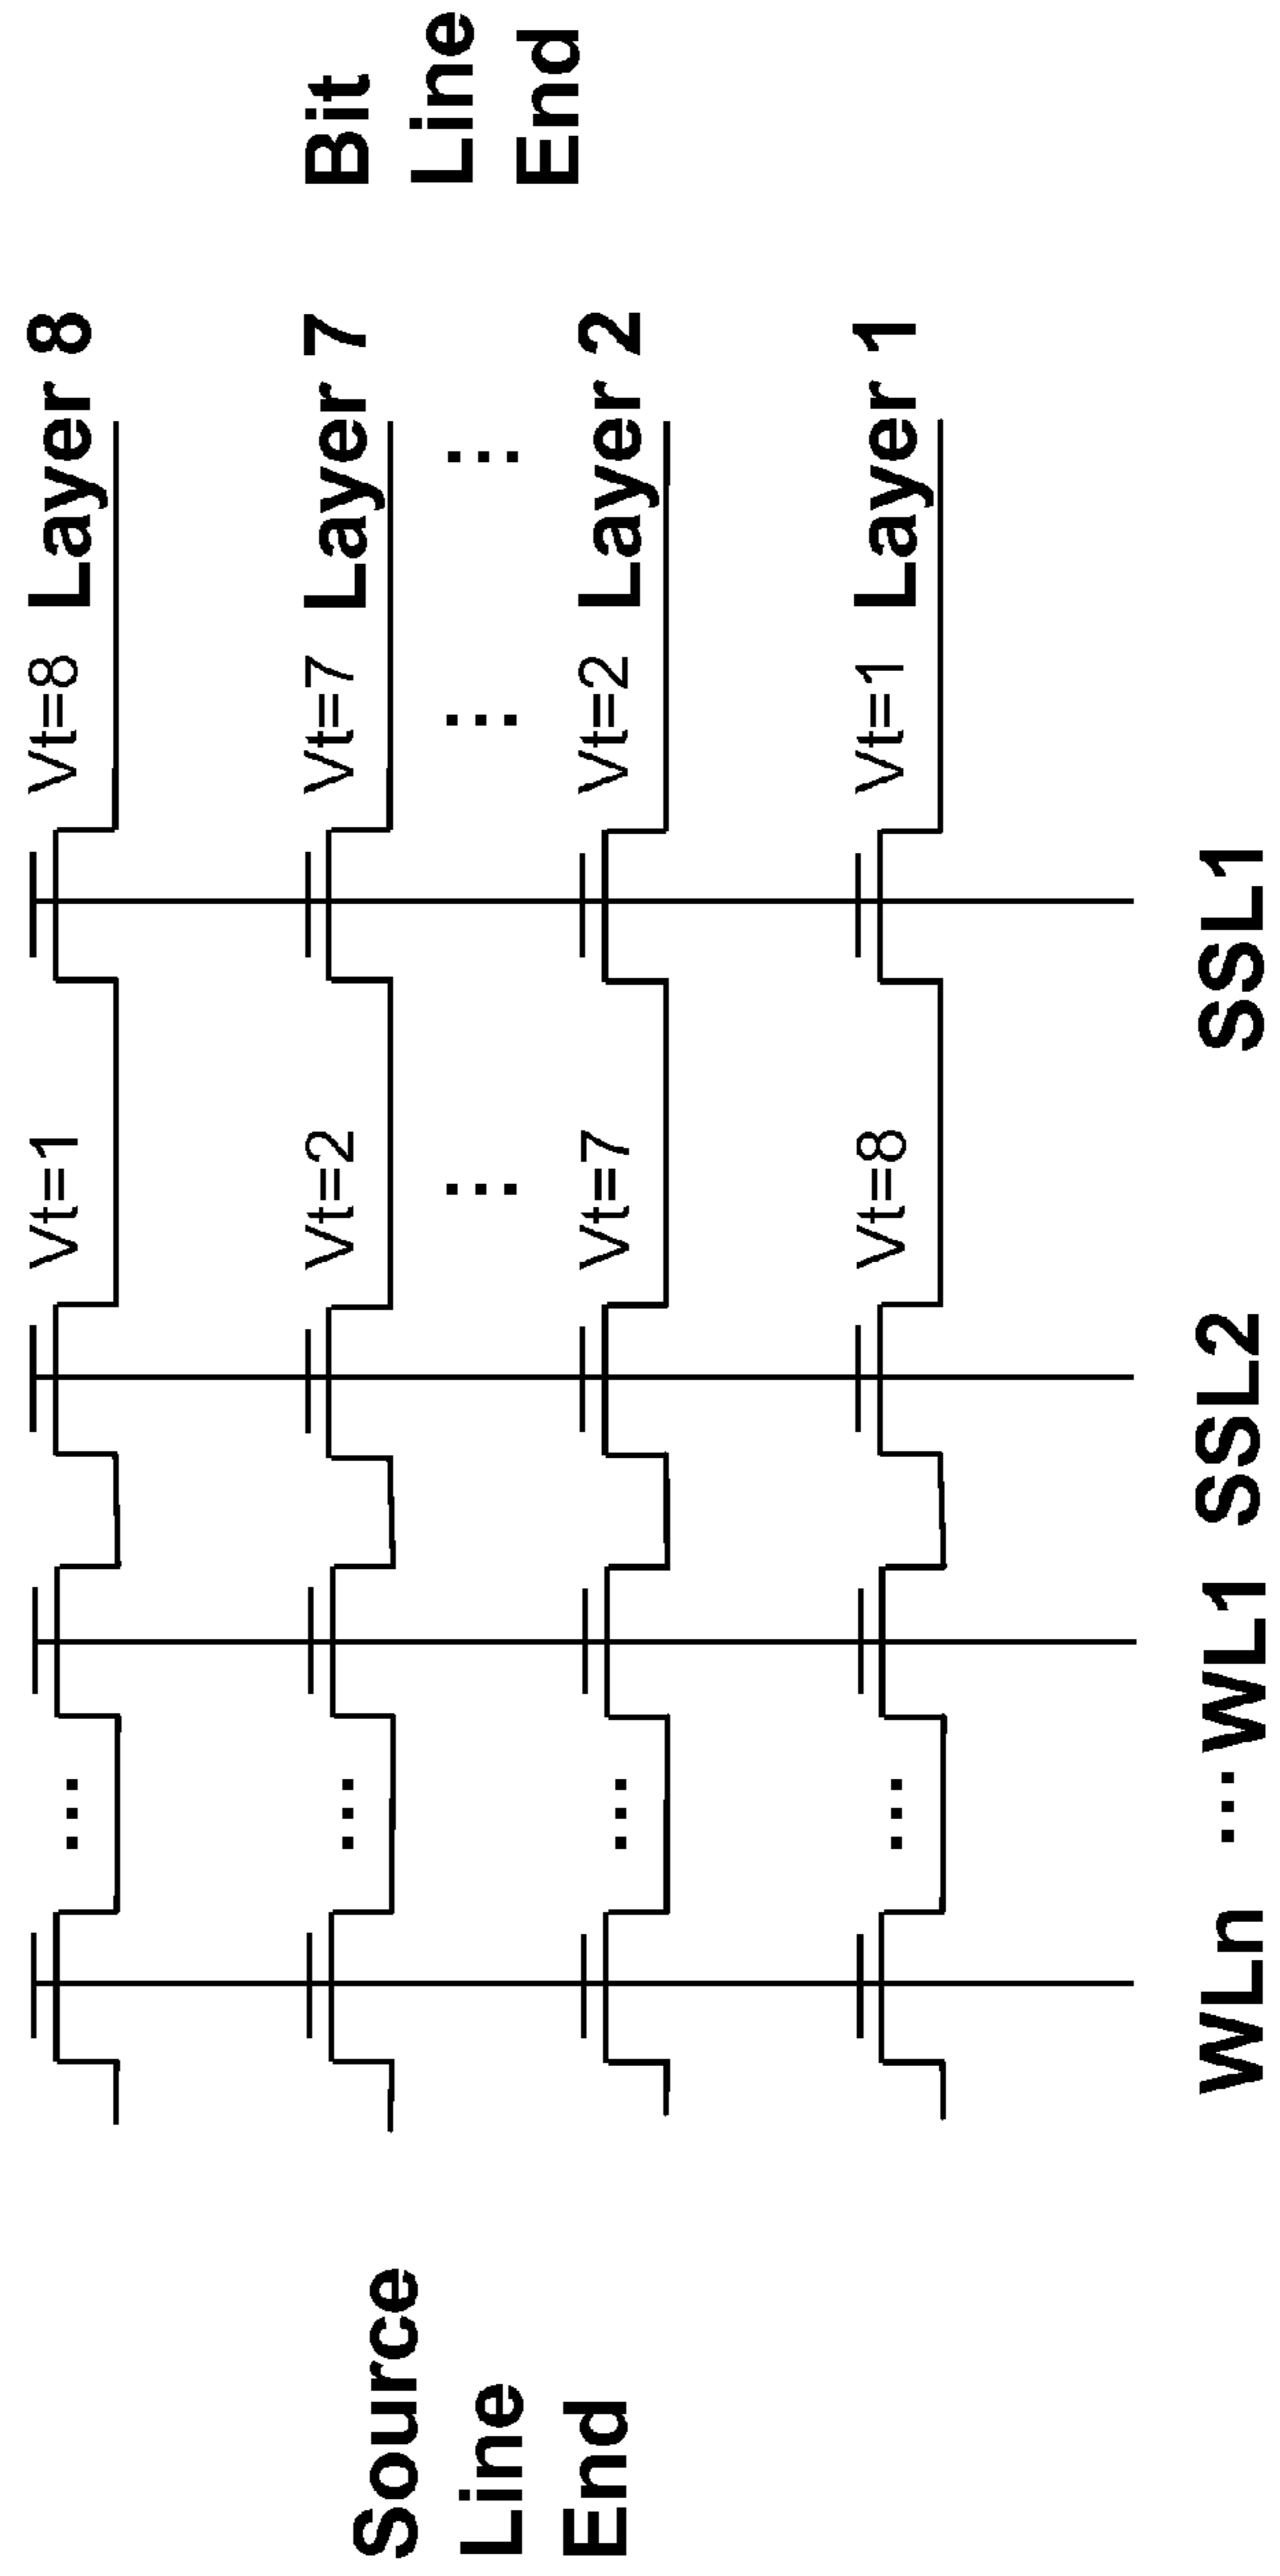 Vt=1 Vt=8 Layer 8
Vt=2 Vt=7 Layer 7
Source Line End
Bit Line End
... ... ... ...
Vt=7 Vt=2 Layer 2
Vt=8 Vt=1 Layer 1
WLn ... WL1 SSL2 SSL1